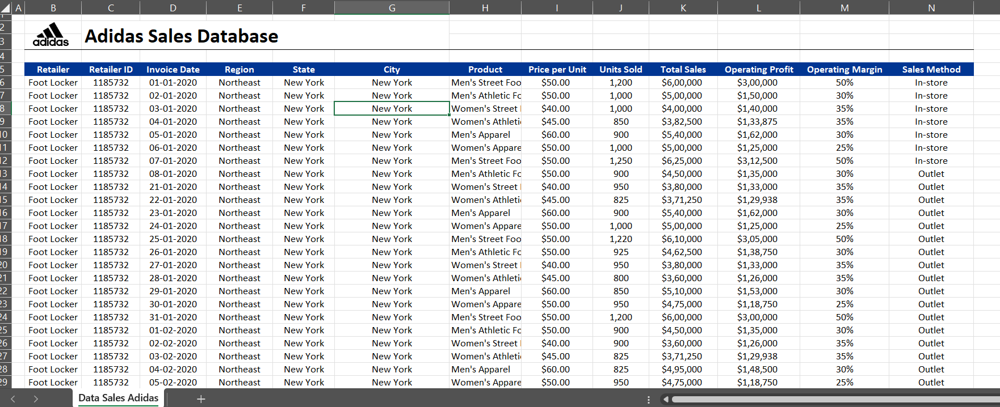 A B C D E F G H I J K L M N
2
adidas Adidas Sales Database
3
4
5 Retailer Retailer ID Invoice Date Region State City Product Price per Unit Units Sold Total Sales Operating Profit Operating Margin Sales Method
6 Foot Locker 1185732 01-01-2020 Northeast New York New York Men's Street Foo $50.00 1,200 $6,00,000 $3,00,000 50% In-store
7 Foot Locker 1185732 02-01-2020 Northeast New York New York Men's Athletic Fo $50.00 1,000 $5,00,000 $1,50,000 30% In-store
8 Foot Locker 1185732 03-01-2020 Northeast New York New York Women's Street $40.00 1,000 $4,00,000 $1,40,000 35% In-store
9 Foot Locker 1185732 04-01-2020 Northeast New York New York Women's Athleti $45.00 850 $3,82,500 $1,33,875 35% In-store
10 Foot Locker 1185732 05-01-2020 Northeast New York New York Men's Apparel $60.00 900 $5,40,000 $1,62,000 30% In-store
11 Foot Locker 1185732 06-01-2020 Northeast New York New York Women's Appare $50.00 1,000 $5,00,000 $1,25,000 25% In-store
12 Foot Locker 1185732 07-01-2020 Northeast New York New York Men's Street Foo $50.00 1,250 $6,25,000 $3,12,500 50% In-store
13 Foot Locker 1185732 08-01-2020 Northeast New York New York Men's Athletic Fo $50.00 900 $4,50,000 $1,35,000 30% Outlet
14 Foot Locker 1185732 21-01-2020 Northeast New York New York Women's Street $40.00 950 $3,80,000 $1,33,000 35% Outlet
15 Foot Locker 1185732 22-01-2020 Northeast New York New York Women's Athleti $45.00 825 $3,71,250 $1,29,938 35% Outlet
16 Foot Locker 1185732 23-01-2020 Northeast New York New York Men's Apparel $60.00 900 $5,40,000 $1,62,000 30% Outlet
17 Foot Locker 1185732 24-01-2020 Northeast New York New York Women's Appare $50.00 1,000 $5,00,000 $1,25,000 25% Outlet
18 Foot Locker 1185732 25-01-2020 Northeast New York New York Men's Street Foo $50.00 1,220 $6,10,000 $3,05,000 50% Outlet
19 Foot Locker 1185732 26-01-2020 Northeast New York New York Men's Athletic Fo $50.00 925 $4,62,500 $1,38,750 30% Outlet
20 Foot Locker 1185732 27-01-2020 Northeast New York New York Women's Street $40.00 950 $3,80,000 $1,33,000 35% Outlet
21 Foot Locker 1185732 28-01-2020 Northeast New York New York Women's Athleti $45.00 800 $3,60,000 $1,26,000 35% Outlet
22 Foot Locker 1185732 29-01-2020 Northeast New York New York Men's Apparel $60.00 850 $5,10,000 $1,53,000 30% Outlet
23 Foot Locker 1185732 30-01-2020 Northeast New York New York Women's Appare $50.00 950 $4,75,000 $1,18,750 25% Outlet
24 Foot Locker 1185732 31-01-2020 Northeast New York New York Men's Street Foo $50.00 1,200 $6,00,000 $3,00,000 50% Outlet
25 Foot Locker 1185732 01-02-2020 Northeast New York New York Men's Athletic Fo $50.00 900 $4,50,000 $1,35,000 30% Outlet
26 Foot Locker 1185732 02-02-2020 Northeast New York New York Women's Street $40.00 900 $3,60,000 $1,26,000 35% Outlet
27 Foot Locker 1185732 03-02-2020 Northeast New York New York Women's Athleti $45.00 825 $3,71,250 $1,29,938 35% Outlet
28 Foot Locker 1185732 04-02-2020 Northeast New York New York Men's Apparel $60.00 825 $4,95,000 $1,48,500 30% Outlet
29 Foot Locker 1185732 05-02-2020 Northeast New York New York Women's Appare $50.00 950 $4,75,000 $1,18,750 25% Outlet
Data Sales Adidas